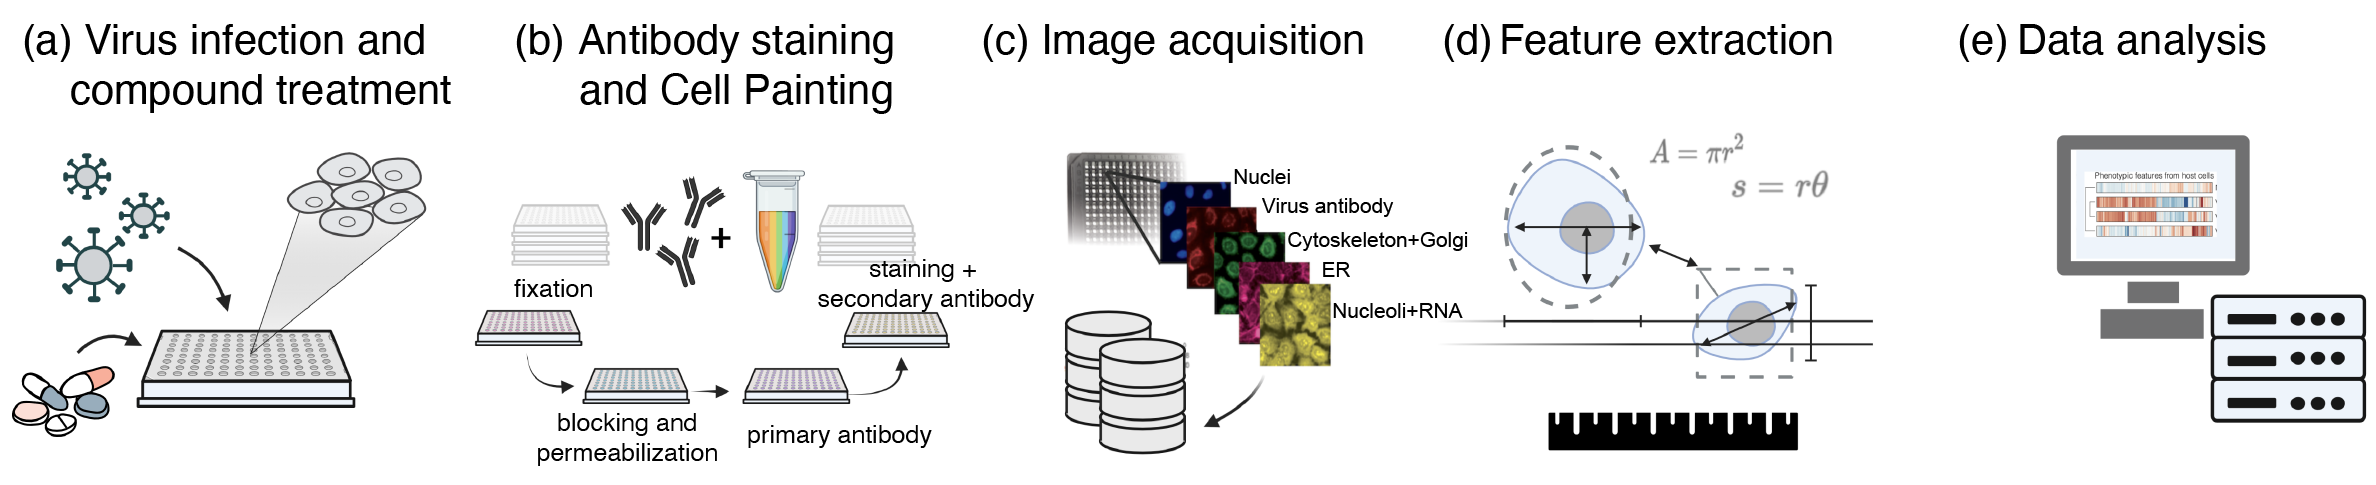 (a) Virus infection and
compound treatment
(b) Antibody staining
and Cell Painting
(c) Image acquisition
(d) Feature extraction
(e) Data analysis
fixation
blocking and
permeabilization
primary antibody
+
staining +
secondary antibody
Nuclei
Virus antibody
Cytoskeleton+Golgi
ER
Nucleoli+RNA
A = πr²
s = rθ
Phenotypic features from host cells